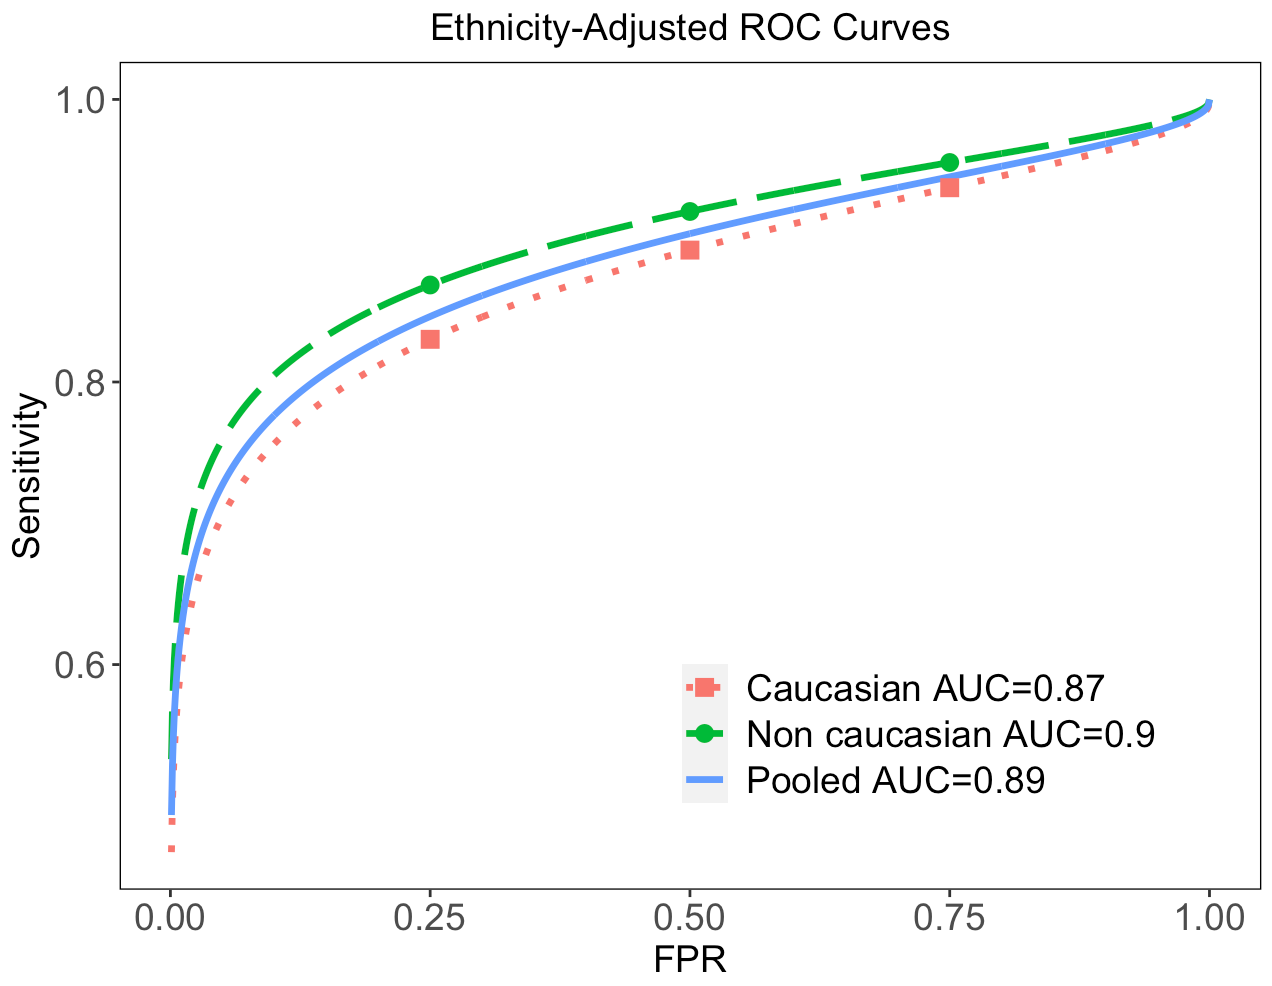 Ethnicity-Adjusted ROC Curves
1.0
0.8
0.6
Sensitivity
Caucasian AUC=0.87
Non caucasian AUC=0.9
Pooled AUC=0.89
0.00 0.25 0.50 0.75 1.00
FPR